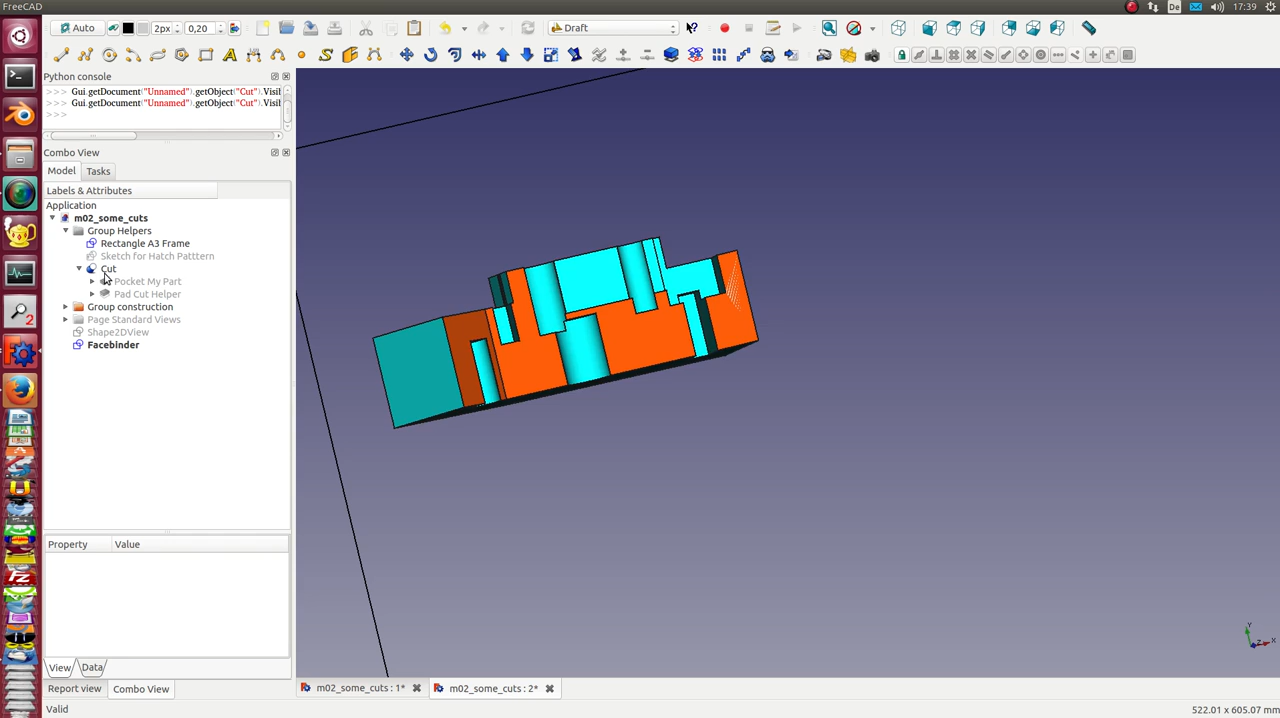 FreeCAD
De
17:39
Auto
2px
0,20
Draft
Python console
>>> Gui.getDocument("Unnamed").getObject("Cut").Visil
>>> Gui.getDocument("Unnamed").getObject("Cut").Visil
>>>
Combo View
Model
Tasks
Labels & Attributes
Application
m02_some_cuts
Group Helpers
Rectangle A3 Frame
Sketch for Hatch Patttern
Cut
Pocket My Part
Pad Cut Helper
Group construction
Page Standard Views
Shape2DView
Facebinder
Property
Value
View
Data
Report view
Combo View
m02_some_cuts : 1*
m02_some_cuts : 2*
Valid
522.01 x 605.07 mm
Y
Z
X